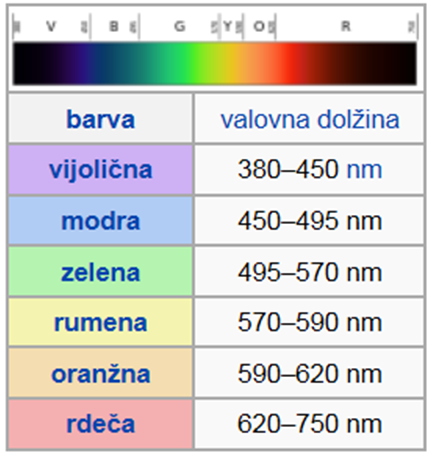 V B G Y O R
barva valovna dolžina
vijolična 380–450 nm
modra 450–495 nm
zelena 495–570 nm
rumena 570–590 nm
oranžna 590–620 nm
rdeča 620–750 nm